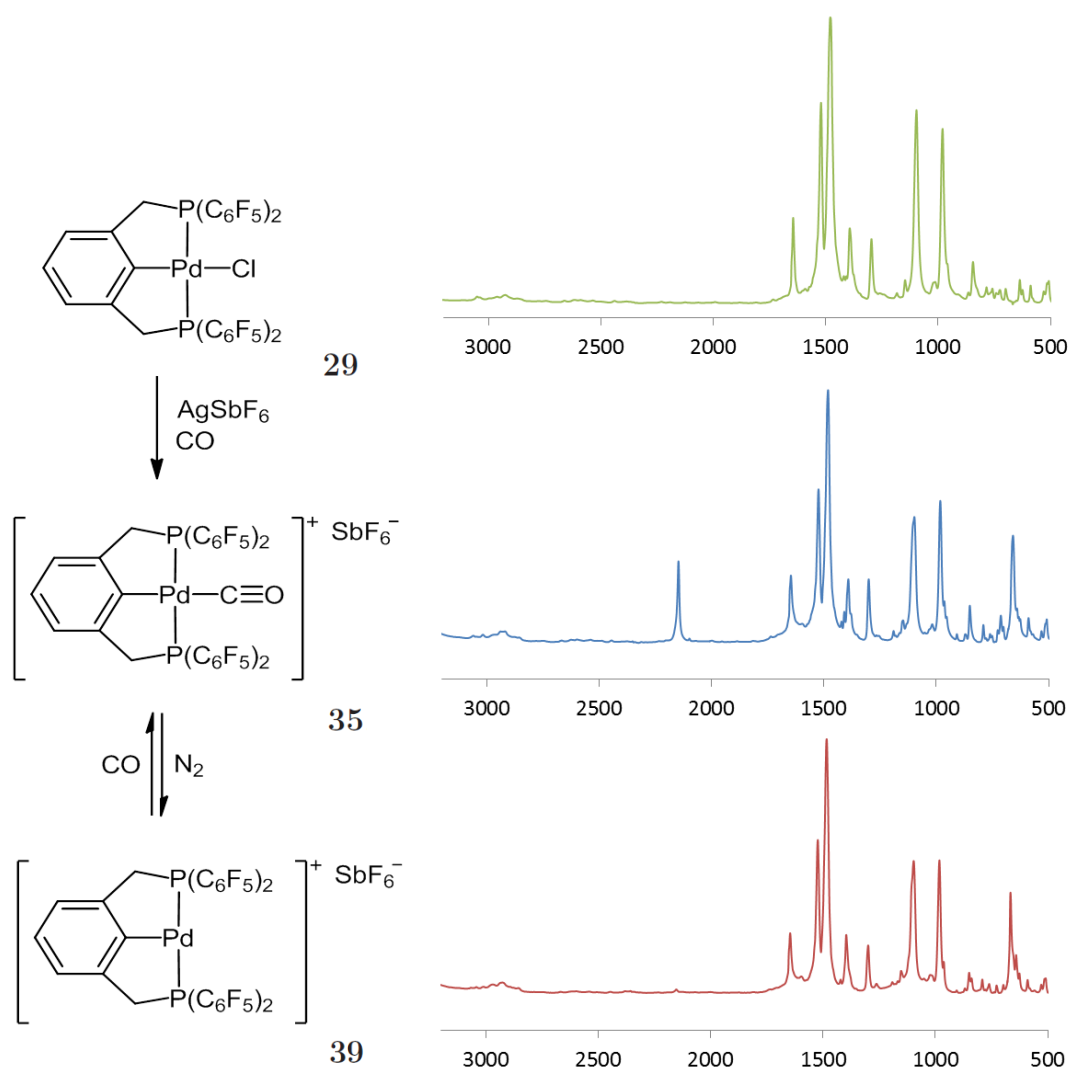 P(C₆F₅)₂
Pd—Cl
P(C₆F₅)₂
29
3000 2500 2000 1500 1000 500
AgSbF₆
CO
[ ]⁺ SbF₆⁻
P(C₆F₅)₂
Pd—C≡O
P(C₆F₅)₂
35
3000 2500 2000 1500 1000 500
CO N₂
[ ]⁺ SbF₆⁻
P(C₆F₅)₂
Pd
P(C₆F₅)₂
39
3000 2500 2000 1500 1000 500